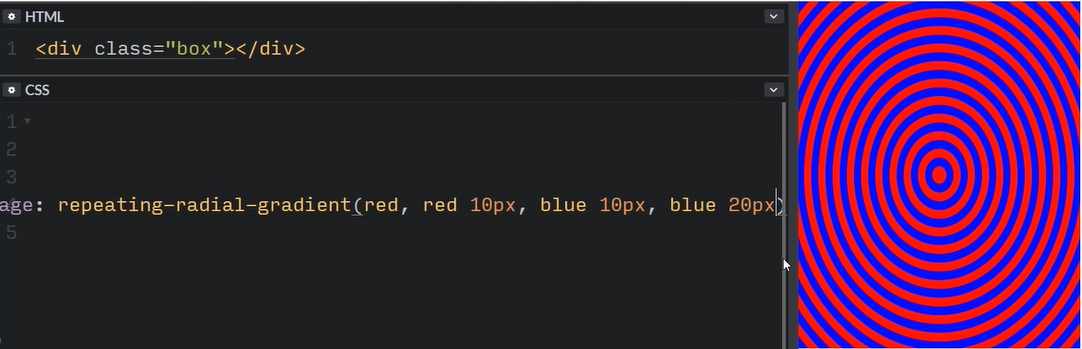 HTML
1 <div class="box"></div>
CSS
1
2
3
age: repeating-radial-gradient(red, red 10px, blue 10px, blue 20px)
5